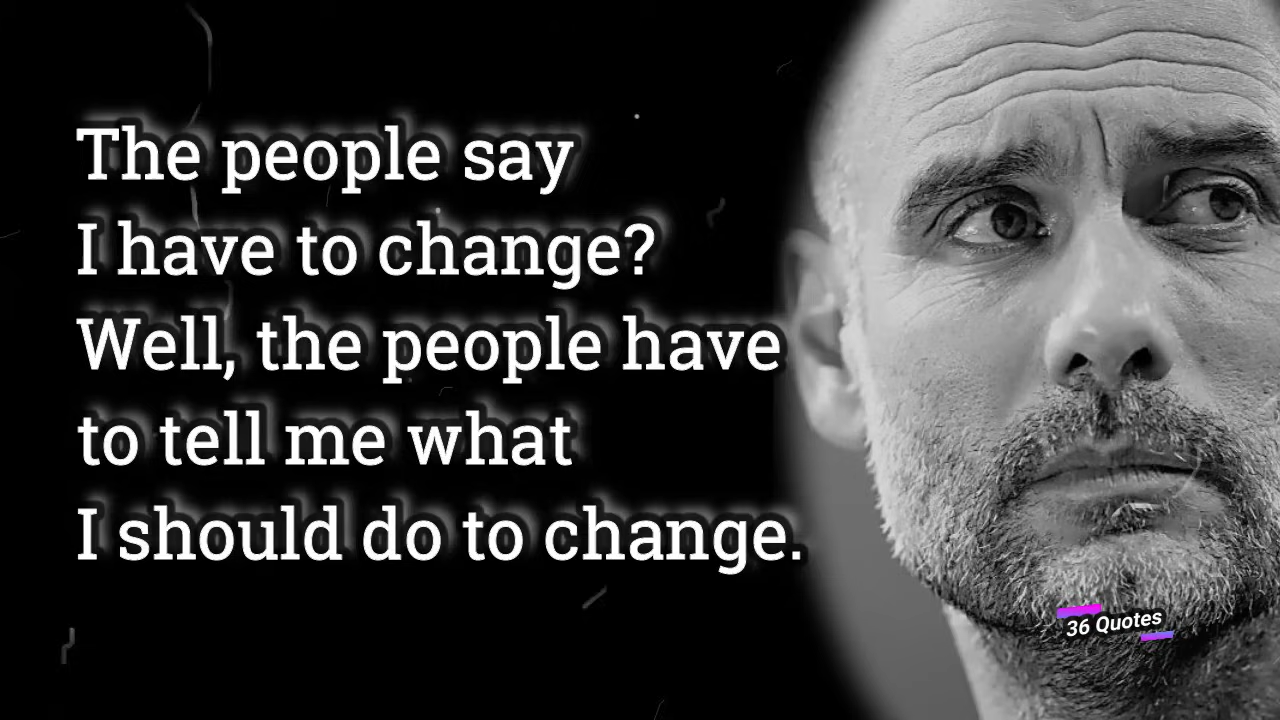 The people say
I have to change?
Well, the people have
to tell me what
I should do to change.
36 Quotes